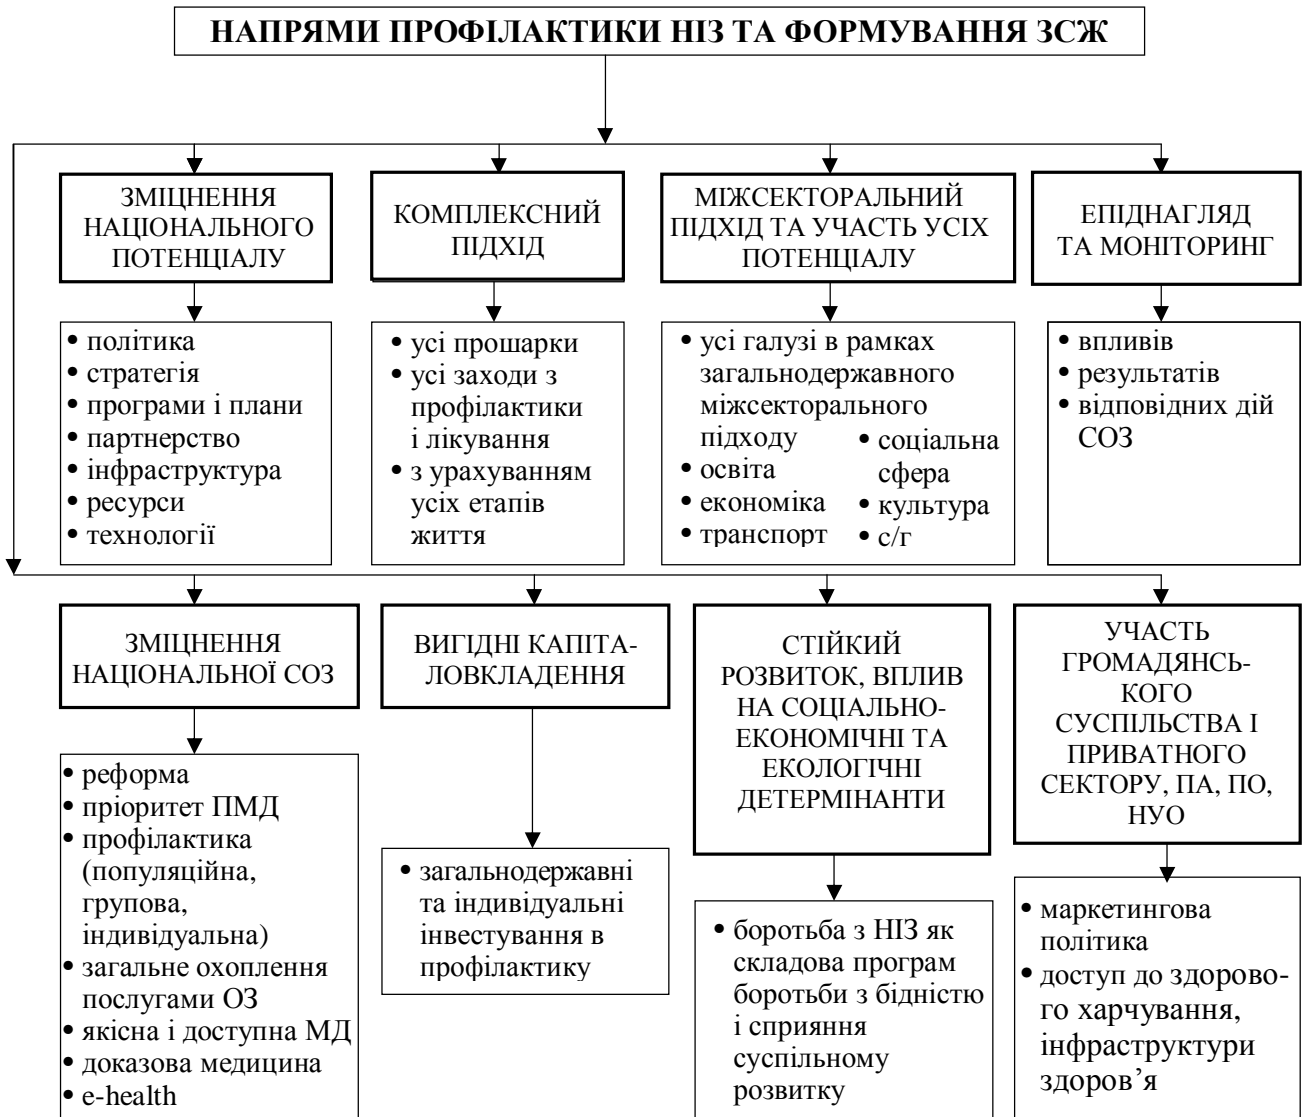 НАПРЯМИ ПРОФІЛАКТИКИ НІЗ ТА ФОРМУВАННЯ ЗСЖ
ЗМІЦНЕННЯ
НАЦІОНАЛЬНОГО
ПОТЕНЦІАЛУ
КОМПЛЕКСНИЙ
ПІДХІД
МІЖСЕКТОРАЛЬНИЙ
ПІДХІД ТА УЧАСТЬ УСІХ
ПОТЕНЦІАЛУ
ЕПІДНАГЛЯД
ТА МОНІТОРИНГ
• політика
• стратегія
• програми і плани
• партнерство
• інфраструктура
• ресурси
• технології
• усі прошарки
• усі заходи з
профілактики
і лікування
• з урахуванням
усіх етапів
життя
• усі галузі в рамках
загальнодержавного
міжсекторального
підходу
• освіта
• економіка
• транспорт
• соціальна
сфера
• культура
• с/г
• впливів
• результатів
• відповідних дій
СОЗ
ЗМІЦНЕННЯ
НАЦІОНАЛЬНОЇ СОЗ
ВИГІДНІ КАПІТА-
ЛОВКЛАДЕННЯ
СТІЙКИЙ
РОЗВИТОК, ВПЛИВ
НА СОЦІАЛЬНО-
ЕКОНОМІЧНІ ТА
ЕКОЛОГІЧНІ
ДЕТЕРМІНАНТИ
УЧАСТЬ
ГРОМАДЯНСЬ-
КОГО
СУСПІЛЬСТВА І
ПРИВАТНОГО
СЕКТОРУ, ПА, ПО,
НУО
• реформа
• пріоритет ПМД
• профілактика
(популяційна,
групова,
індивідуальна)
• загальне охоплення
послугами ОЗ
• якісна і доступна МД
• доказова медицина
• e-health
• загальнодержавні
та індивідуальні
інвестування в
профілактику
• боротьба з НІЗ як
складова програм
боротьби з бідністю
і сприяння
суспільному
розвитку
• маркетингова
політика
• доступ до здорово-
го харчування,
інфраструктури
здоров’я